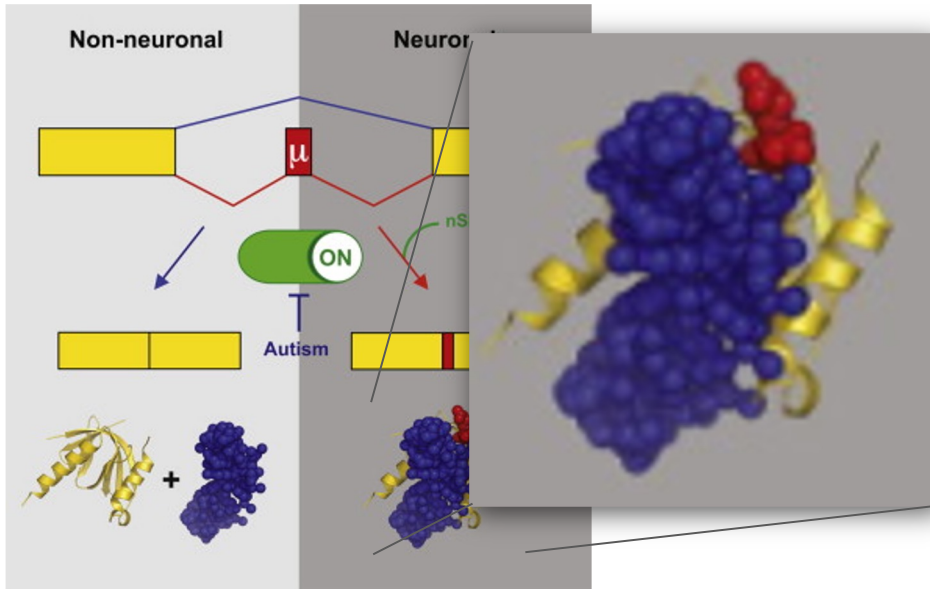 Non-neuronal
μ
ON
Autism
+